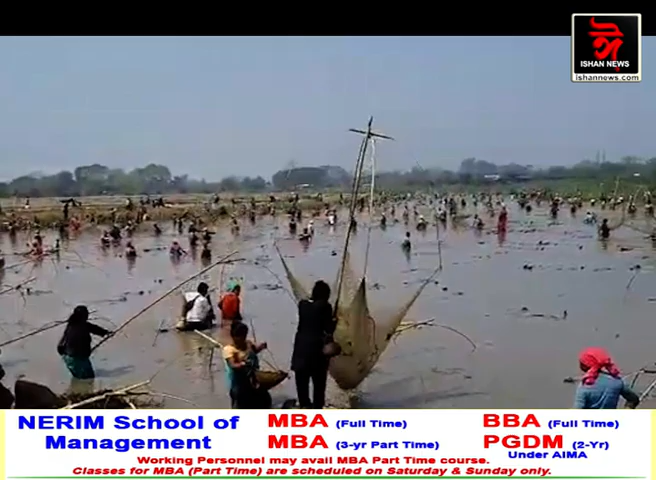 ISHAN NEWS
ishannews.com
NERIM School of
Management
MBA (Full Time)
MBA (3-yr Part Time)
BBA (Full Time)
PGDM (2-Yr)
Under AIMA
Working Personnel may avail MBA Part Time course.
Classes for MBA (Part Time) are scheduled on Saturday & Sunday only.